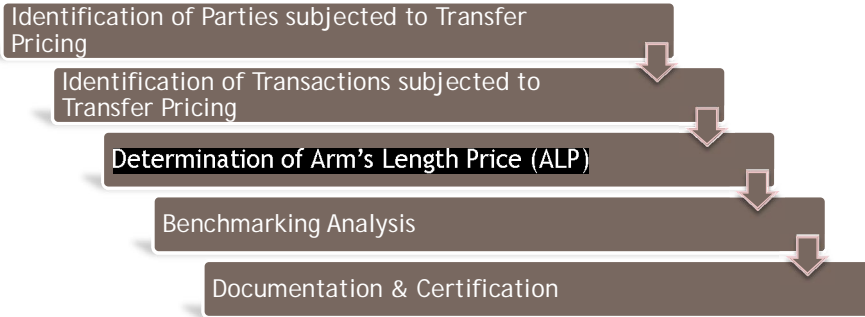 Identification of Parties subjected to Transfer
Pricing
Identification of Transactions subjected to
Transfer Pricing
Determination of Arm's Length Price (ALP)
Benchmarking Analysis
Documentation & Certification